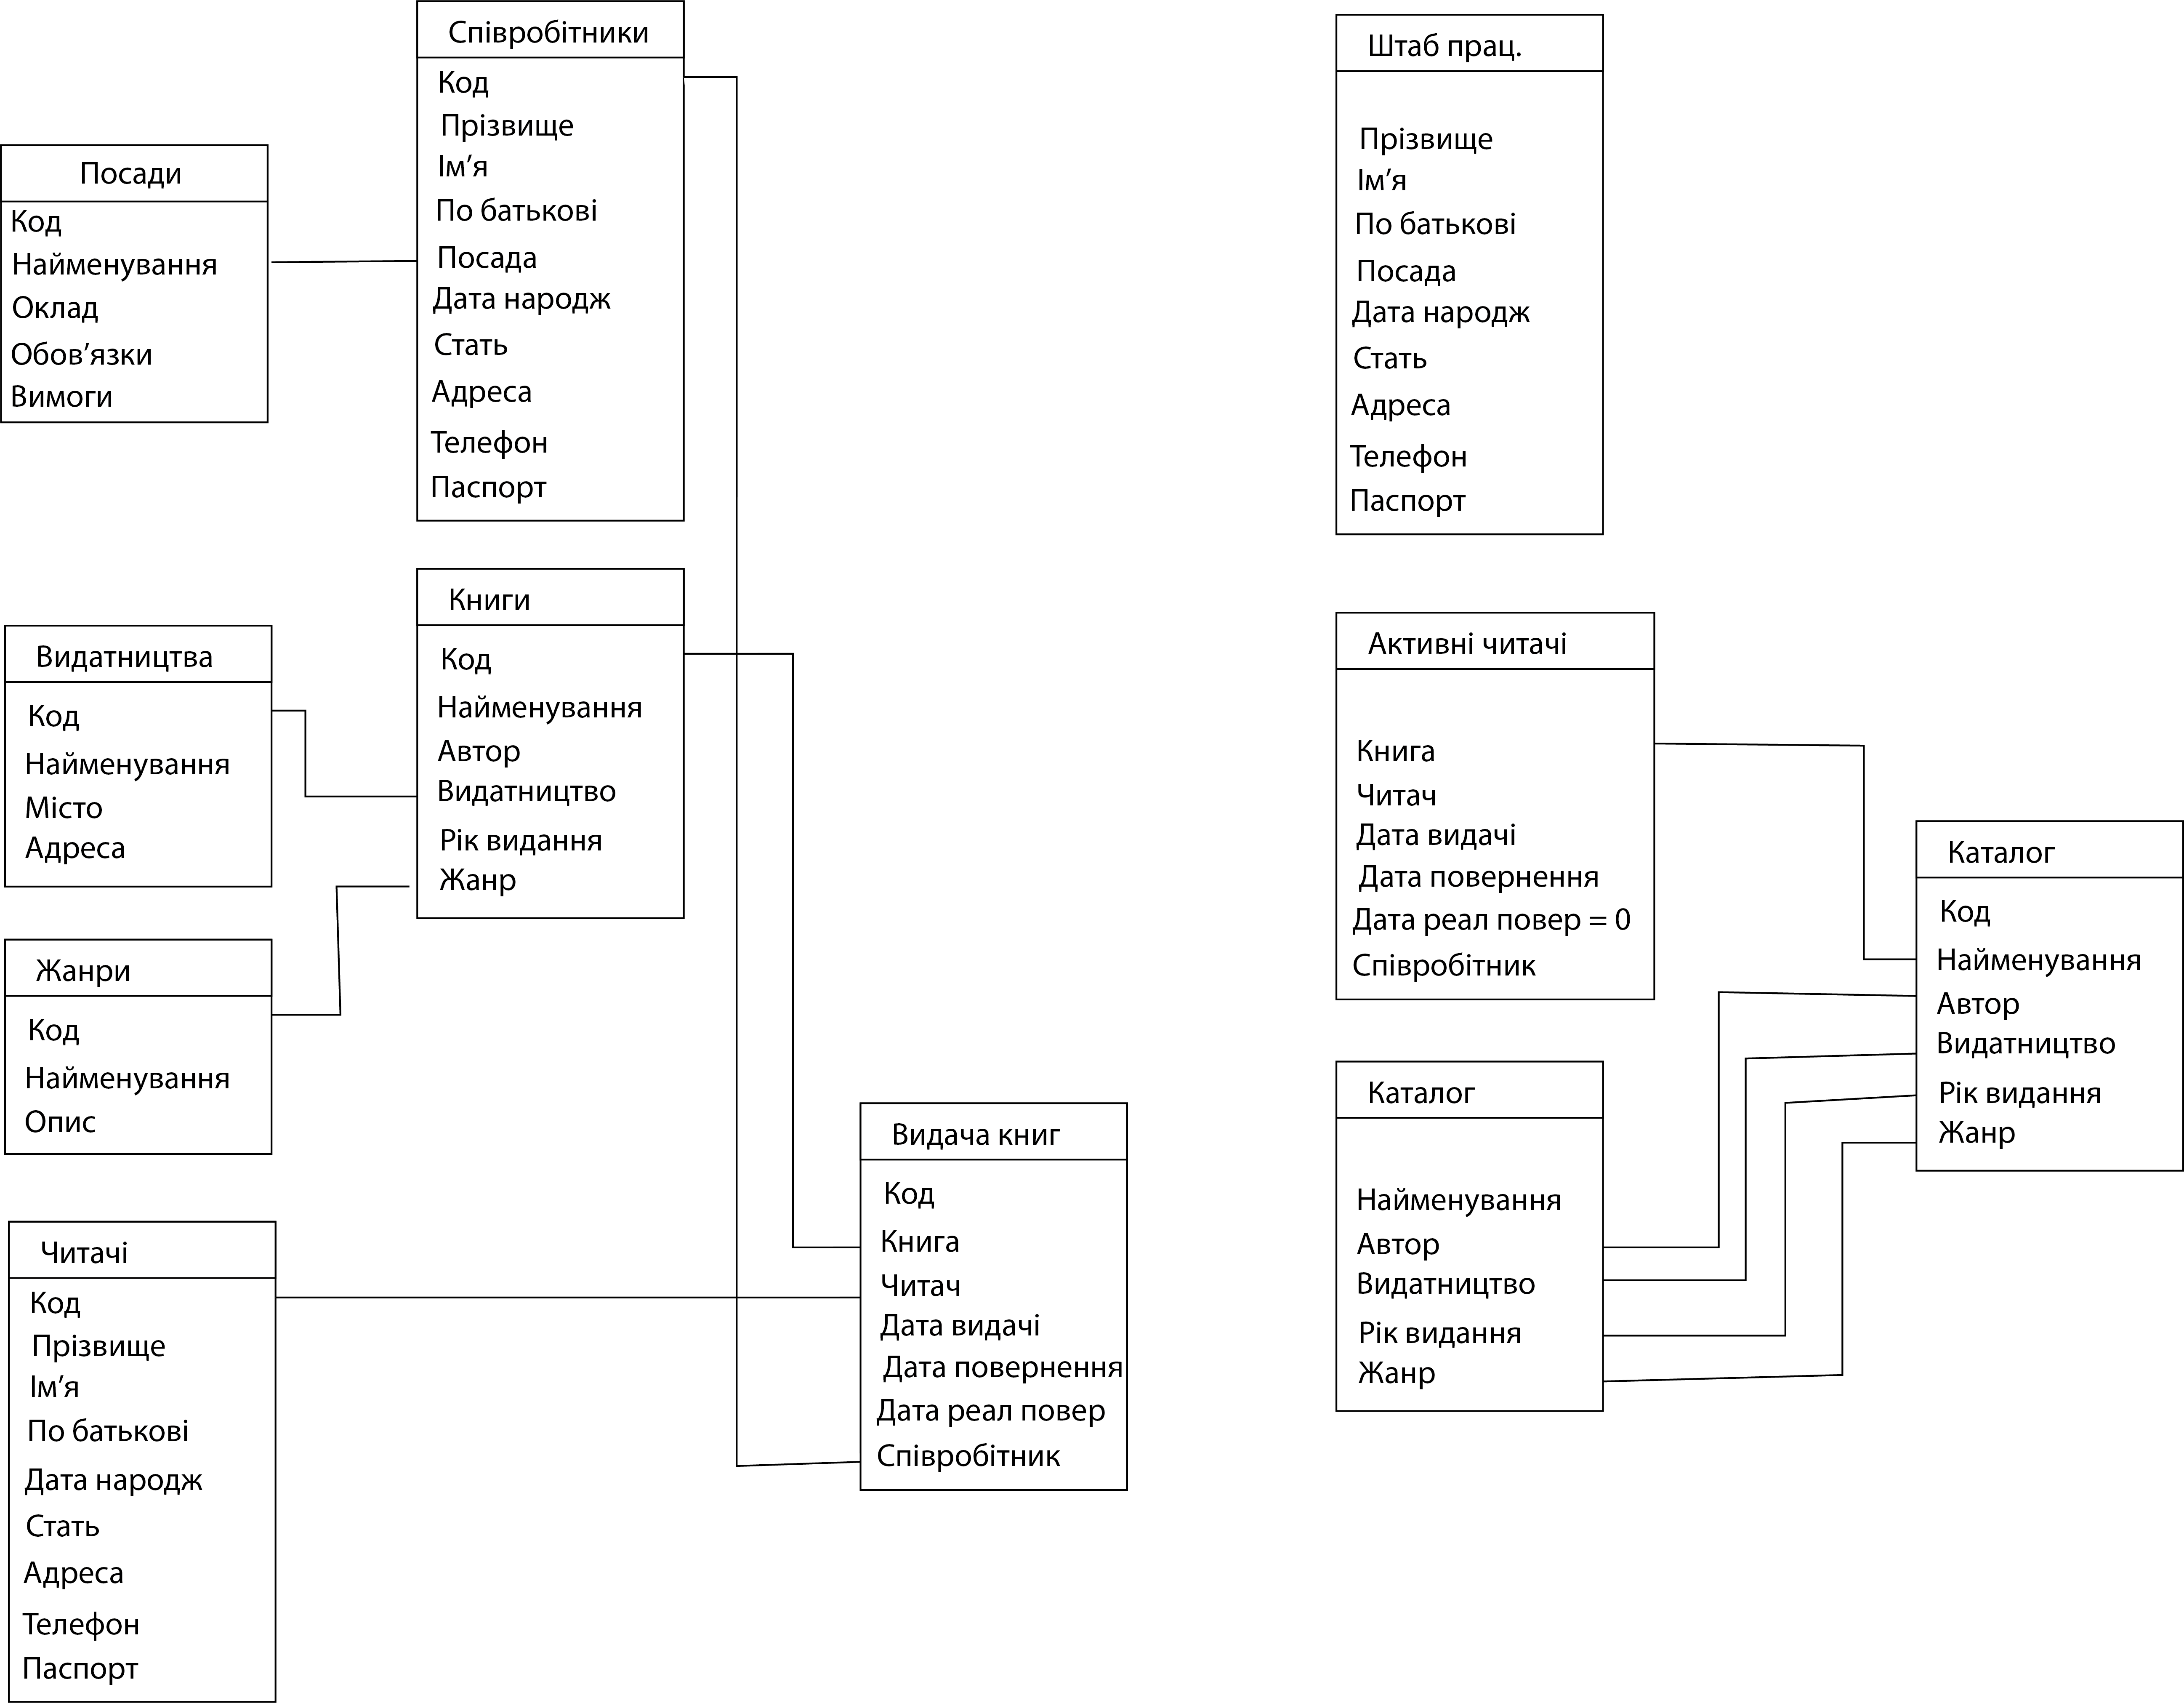 Співробітники
Код
Прізвище
Ім’я
По батькові
Посада
Дата народж
Стать
Адреса
Телефон
Паспорт
Посади
Код
Найменування
Оклад
Обов’язки
Вимоги
Книги
Код
Найменування
Автор
Видатництво
Рік видання
Жанр
Видатництва
Код
Найменування
Місто
Адреса
Жанри
Код
Найменування
Опис
Читачі
Код
Прізвище
Ім’я
По батькові
Дата народж
Стать
Адреса
Телефон
Паспорт
Видача книг
Код
Книга
Читач
Дата видачі
Дата повернення
Дата реал повер
Співробітник
Штаб прац.
Прізвище
Ім’я
По батькові
Посада
Дата народж
Стать
Адреса
Телефон
Паспорт
Активні читачі
Книга
Читач
Дата видачі
Дата повернення
Дата реал повер = 0
Співробітник
Каталог
Найменування
Автор
Видатництво
Рік видання
Жанр
Каталог
Код
Найменування
Автор
Видатництво
Рік видання
Жанр